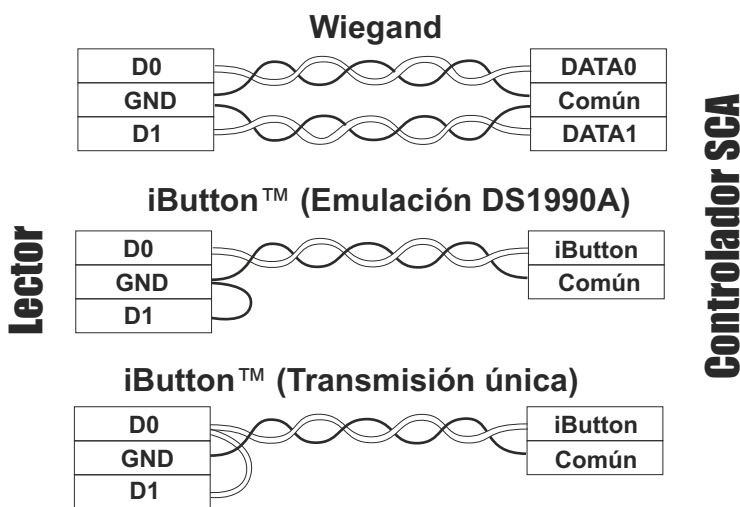 Wiegand
D0
GND
D1
DATA0
Común
DATA1
iButton™ (Emulación DS1990A)
D0
GND
D1
iButton
Común
iButton™ (Transmisión única)
D0
GND
D1
iButton
Común
Lector
Controlador SCA